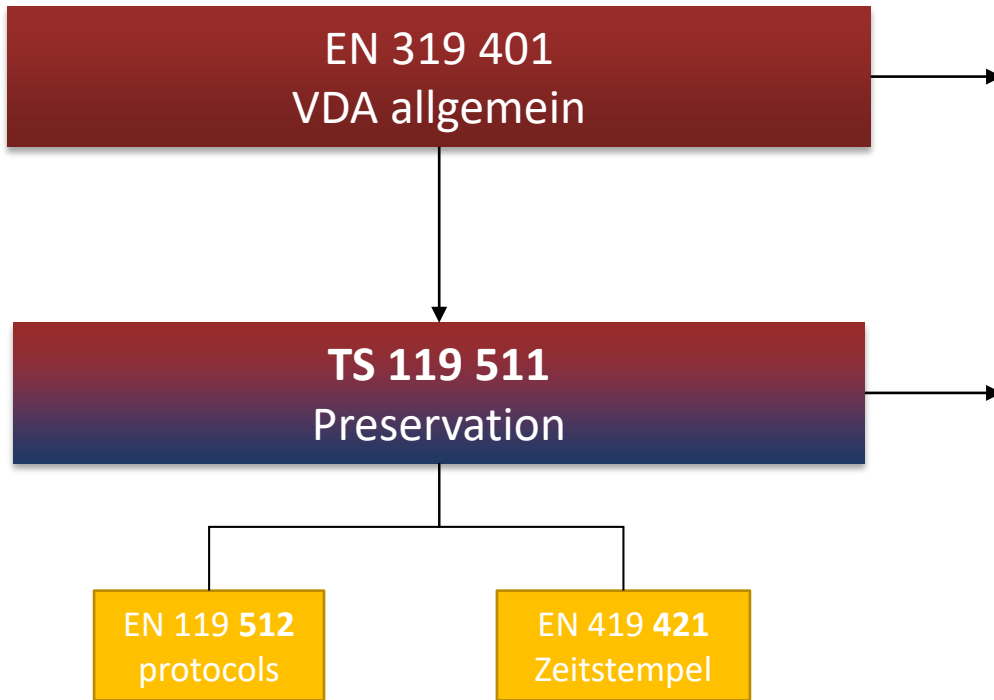 EN 319 401
VDA allgemein
TS 119 511
Preservation
EN 119 512
protocols
EN 419 421
Zeitstempel